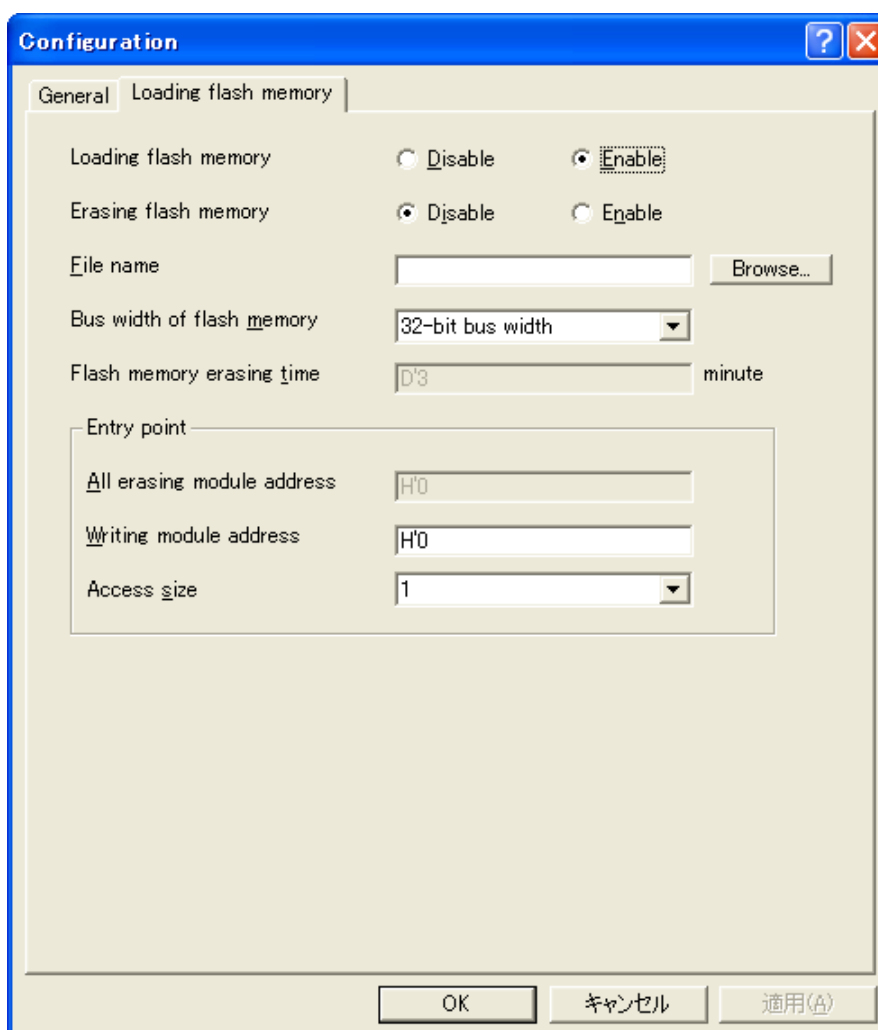 Configuration
General Loading flash memory
Loading flash memory Disable Enable
Erasing flash memory Disable Enable
File name Browse...
Bus width of flash memory 32-bit bus width
Flash memory erasing time D'3 minute
Entry point
All erasing module address H'0
Writing module address H'0
Access size 1
OK キャンセル 適用(A)